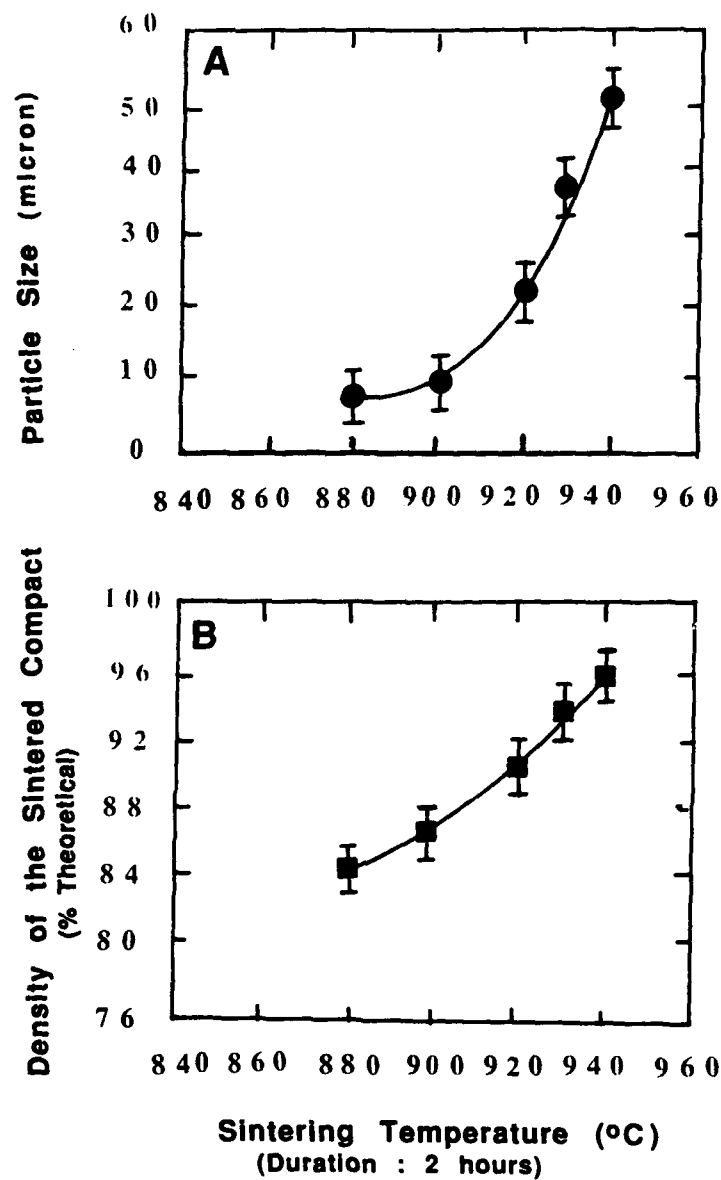 A
Particle Size (micron)
60
50
40
30
20
10
0
840 860 880 900 920 940 960
B
Density of the Sintered Compact
(% Theoretical)
100
96
92
88
84
80
76
840 860 880 900 920 940 960
Sintering Temperature (ºC)
(Duration : 2 hours)